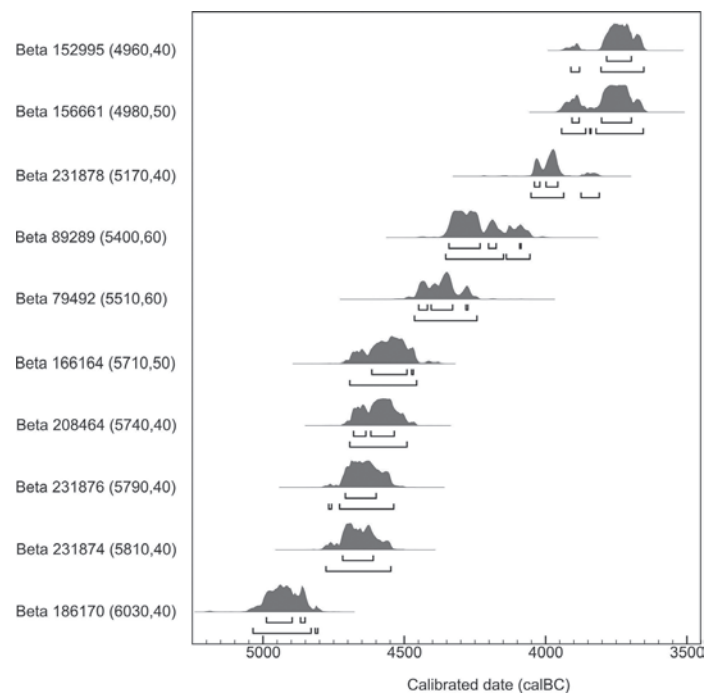 Beta 152995 (4960,40)
Beta 156661 (4980,50)
Beta 231878 (5170,40)
Beta 89289 (5400,60)
Beta 79492 (5510,60)
Beta 166164 (5710,50)
Beta 208464 (5740,40)
Beta 231876 (5790,40)
Beta 231874 (5810,40)
Beta 186170 (6030,40)
5000 4500 4000 3500
Calibrated date (calBC)